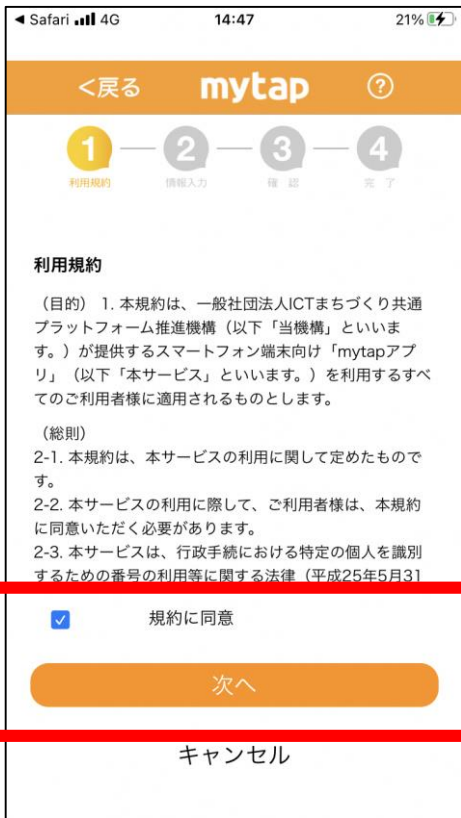 ◀ Safari 4G 14:47 21%
<戻る mytap ?
1 2 3 4
利用規約 情報入力 確 認 完 了
利用規約
（目的） 1. 本規約は、一般社団法人ICTまちづくり共通
プラットフォーム推進機構（以下「当機構」といいま
す。）が提供するスマートフォン端末向け「mytapアプ
リ」（以下「本サービス」といいます。）を利用するすべ
てのご利用者様に適用されるものとします。
（総則）
2-1. 本規約は、本サービスの利用に関して定めたもので
す。
2-2. 本サービスの利用に際して、ご利用者様は、本規約
に同意いただく必要があります。
2-3. 本サービスは、行政手続における特定の個人を識別
するための番号の利用等に関する法律（平成25年5月31
規約に同意
次へ
キャンセル